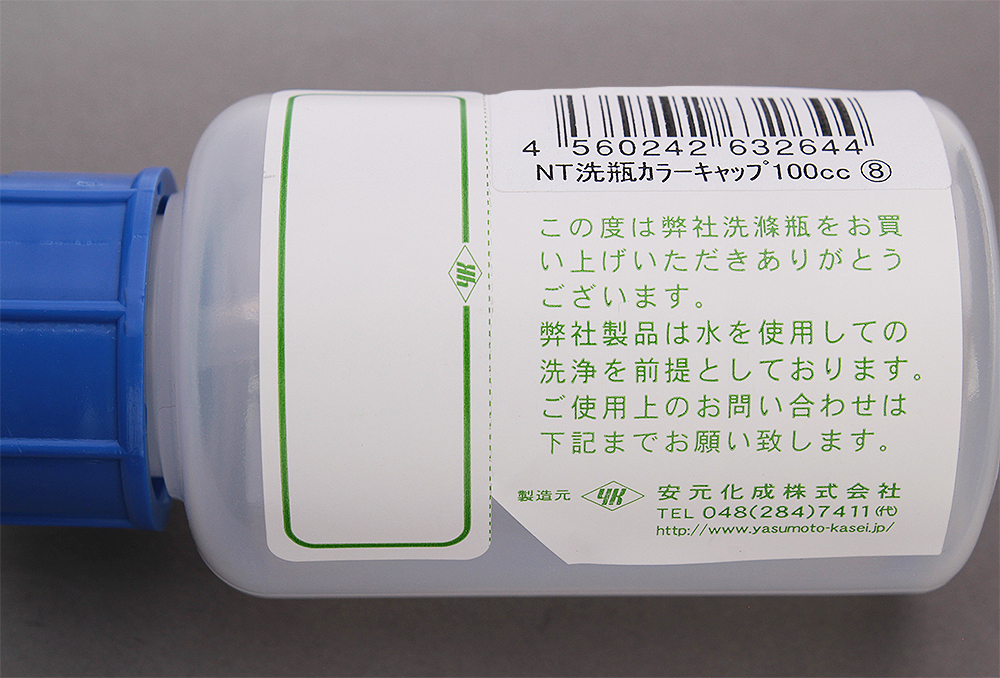 4 560242 632644
NT洗瓶カラーキャップ100cc ⑧
この度は弊社洗滌瓶をお買
い上げいただきありがとう
ございます。
弊社製品は水を使用しての
洗浄を前提としております。
ご使用上のお問い合わせは
下記までお願い致します。
製造元 YK 安元化成株式会社
TEL 048(284)7411㈹
http://www.yasumoto-kasei.jp/
YK